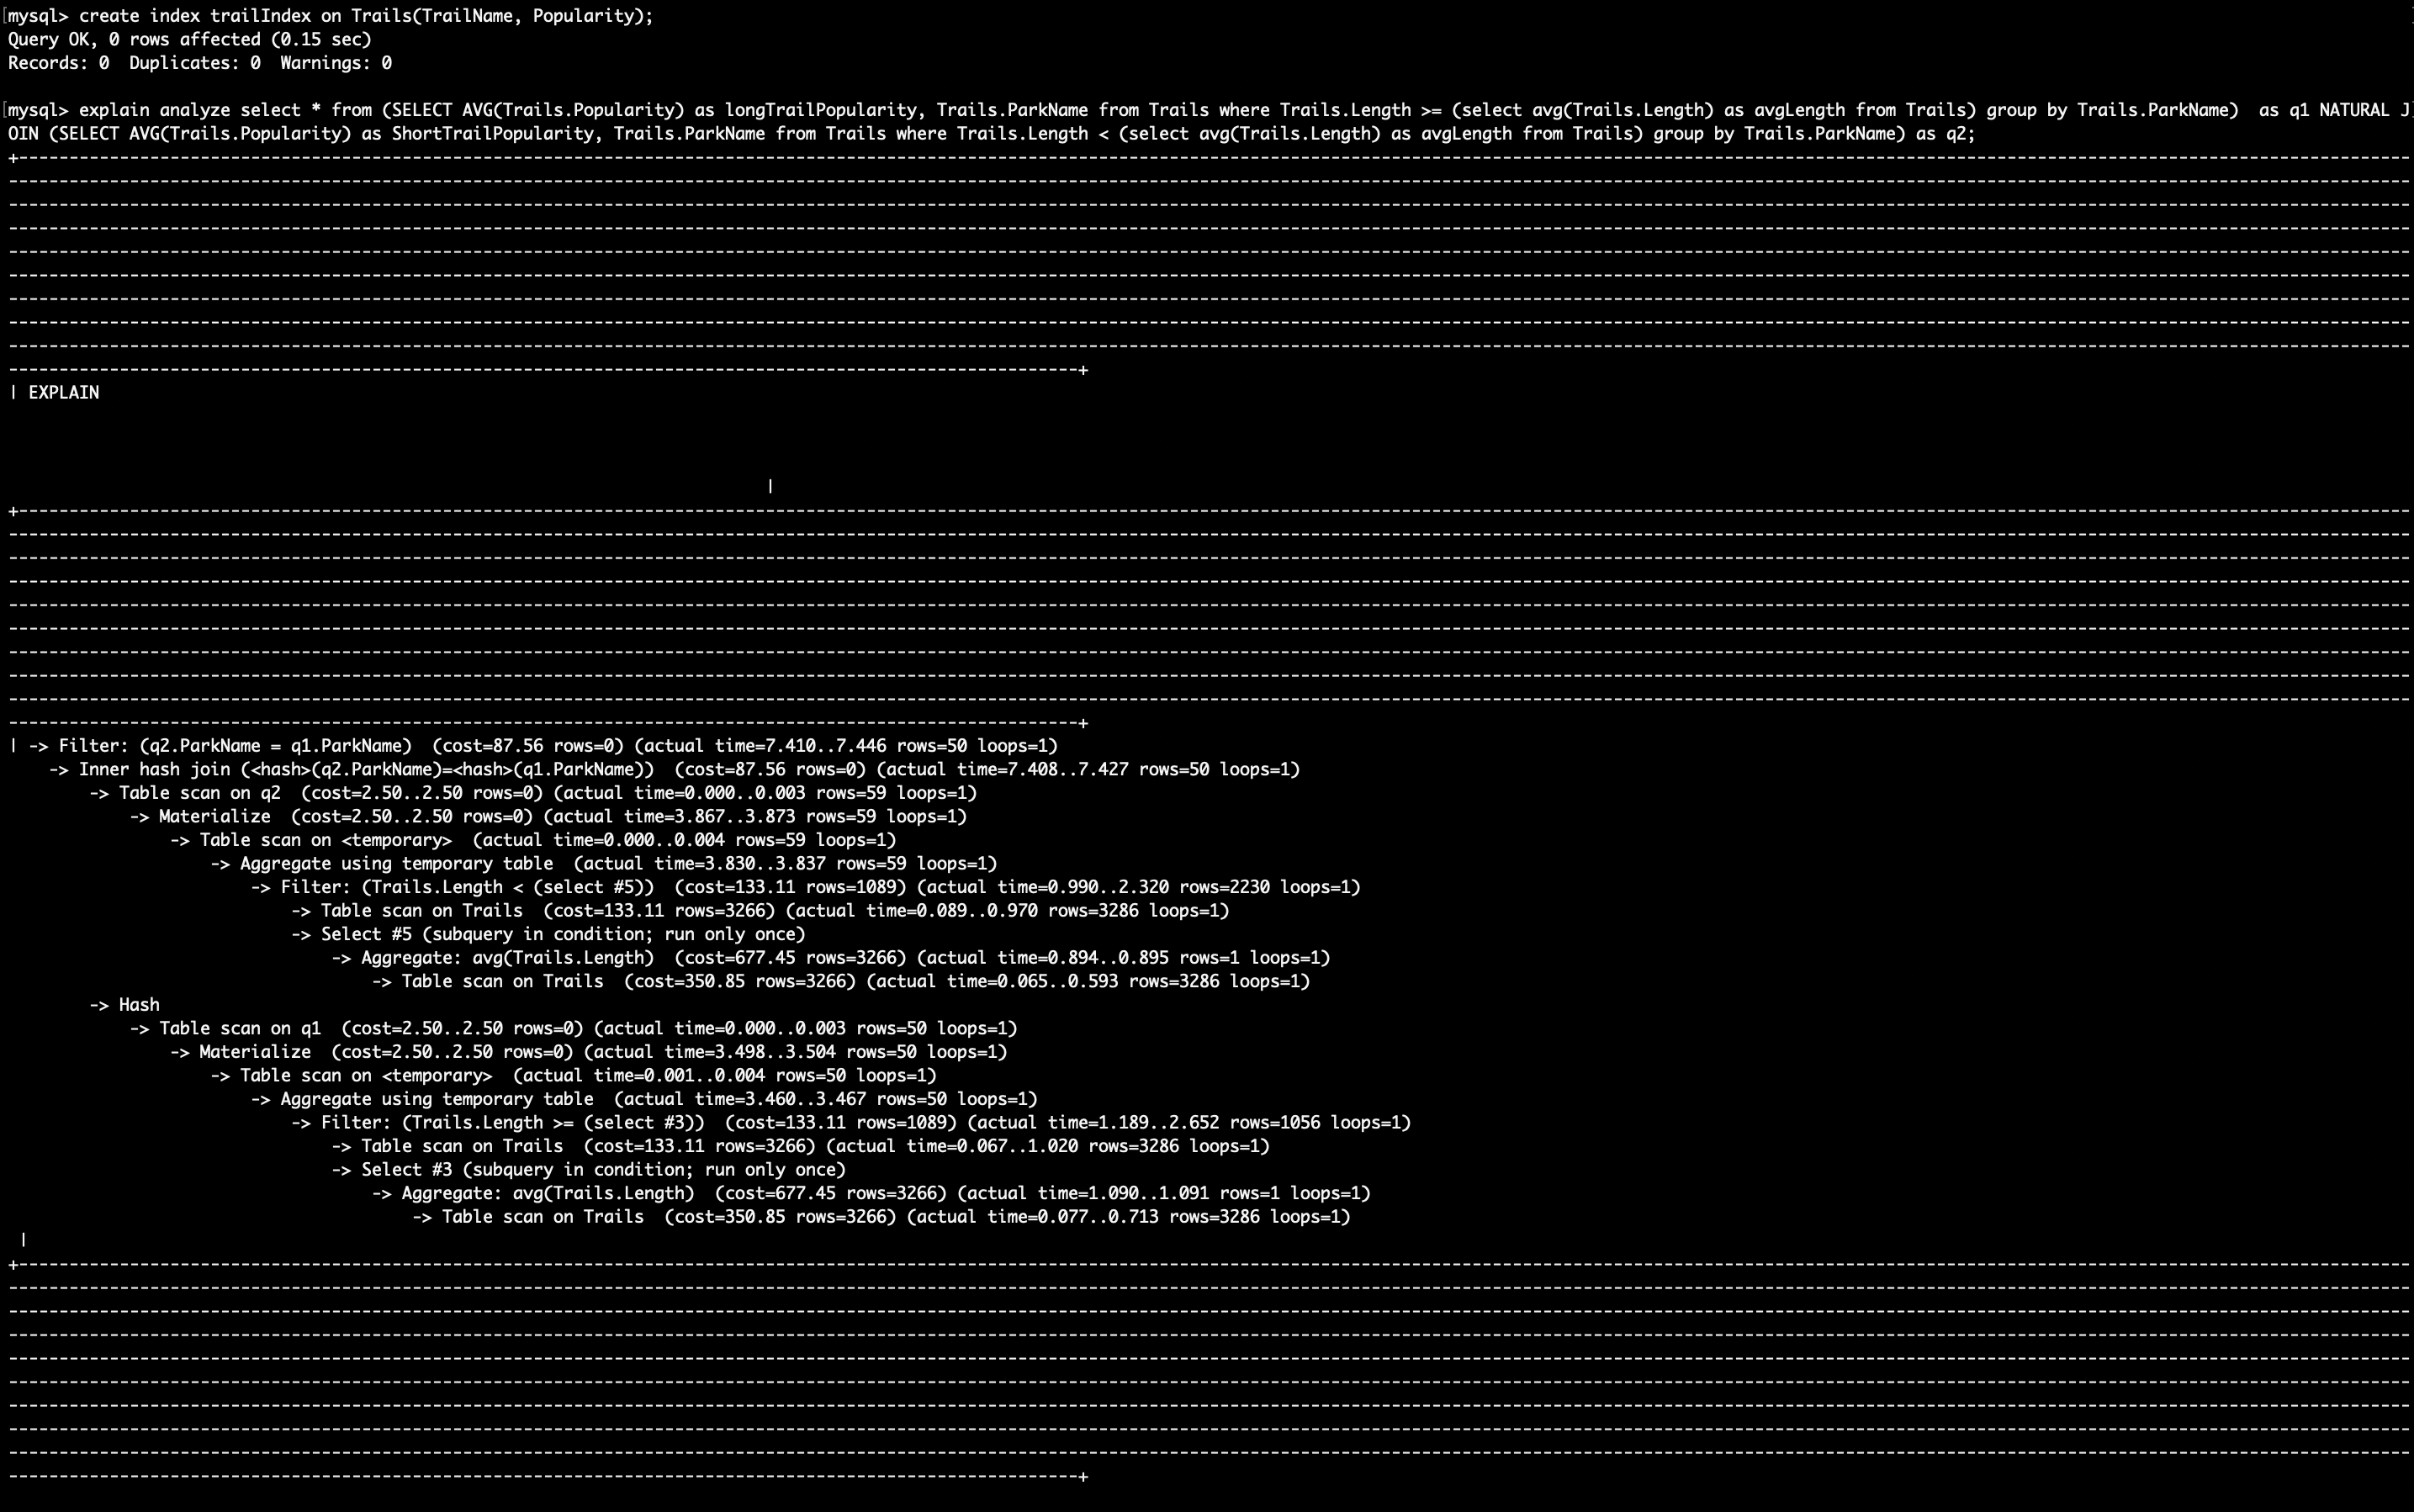 mysql> create index trailIndex on Trails(TrailName, Popularity);
Query OK, 0 rows affected (0.15 sec)
Records: 0  Duplicates: 0  Warnings: 0
mysql> explain analyze select * from (SELECT AVG(Trails.Popularity) as longTrailPopularity, Trails.ParkName from Trails where Trails.Length >= (select avg(Trails.Length) as avgLength from Trails) group by Trails.ParkName)  as q1 NATURAL J
OIN (SELECT AVG(Trails.Popularity) as ShortTrailPopularity, Trails.ParkName from Trails where Trails.Length < (select avg(Trails.Length) as avgLength from Trails) group by Trails.ParkName) as q2;
| EXPLAIN
|
| -> Filter: (q2.ParkName = q1.ParkName)  (cost=87.56 rows=0) (actual time=7.410..7.446 rows=50 loops=1)
-> Inner hash join (<hash>(q2.ParkName)=<hash>(q1.ParkName))  (cost=87.56 rows=0) (actual time=7.408..7.427 rows=50 loops=1)
-> Table scan on q2  (cost=2.50..2.50 rows=0) (actual time=0.000..0.003 rows=59 loops=1)
-> Materialize  (cost=2.50..2.50 rows=0) (actual time=3.867..3.873 rows=59 loops=1)
-> Table scan on <temporary>  (actual time=0.000..0.004 rows=59 loops=1)
-> Aggregate using temporary table  (actual time=3.830..3.837 rows=59 loops=1)
-> Filter: (Trails.Length < (select #5))  (cost=133.11 rows=1089) (actual time=0.990..2.320 rows=2230 loops=1)
-> Table scan on Trails  (cost=133.11 rows=3266) (actual time=0.089..0.970 rows=3286 loops=1)
-> Select #5 (subquery in condition; run only once)
-> Aggregate: avg(Trails.Length)  (cost=677.45 rows=3266) (actual time=0.894..0.895 rows=1 loops=1)
-> Table scan on Trails  (cost=350.85 rows=3266) (actual time=0.065..0.593 rows=3286 loops=1)
-> Hash
-> Table scan on q1  (cost=2.50..2.50 rows=0) (actual time=0.000..0.003 rows=50 loops=1)
-> Materialize  (cost=2.50..2.50 rows=0) (actual time=3.498..3.504 rows=50 loops=1)
-> Table scan on <temporary>  (actual time=0.001..0.004 rows=50 loops=1)
-> Aggregate using temporary table  (actual time=3.460..3.467 rows=50 loops=1)
-> Filter: (Trails.Length >= (select #3))  (cost=133.11 rows=1089) (actual time=1.189..2.652 rows=1056 loops=1)
-> Table scan on Trails  (cost=133.11 rows=3266) (actual time=0.067..1.020 rows=3286 loops=1)
-> Select #3 (subquery in condition; run only once)
-> Aggregate: avg(Trails.Length)  (cost=677.45 rows=3266) (actual time=1.090..1.091 rows=1 loops=1)
-> Table scan on Trails  (cost=350.85 rows=3266) (actual time=0.077..0.713 rows=3286 loops=1)
|